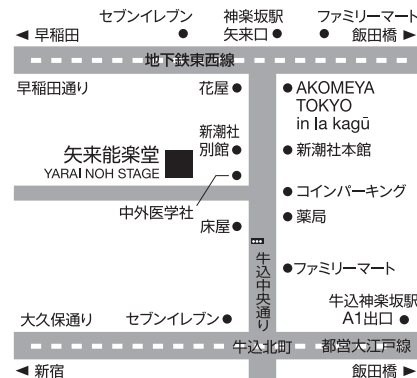 セブンイレブン
神楽坂駅
矢来口
ファミリーマート
◀ 早稲田
飯田橋 ▶
地下鉄東西線
早稲田通り
花屋
AKOMEYA
TOKYO
in la kagū
新潮社
別館
新潮社本館
矢来能楽堂
YARAI NOH STAGE
中外医学社
コインパーキング
床屋
薬局
牛込中央通り
ファミリーマート
牛込神楽坂駅
A1出口
大久保通り
セブンイレブン
牛込北町
都営大江戸線
◀ 新宿
飯田橋 ▶